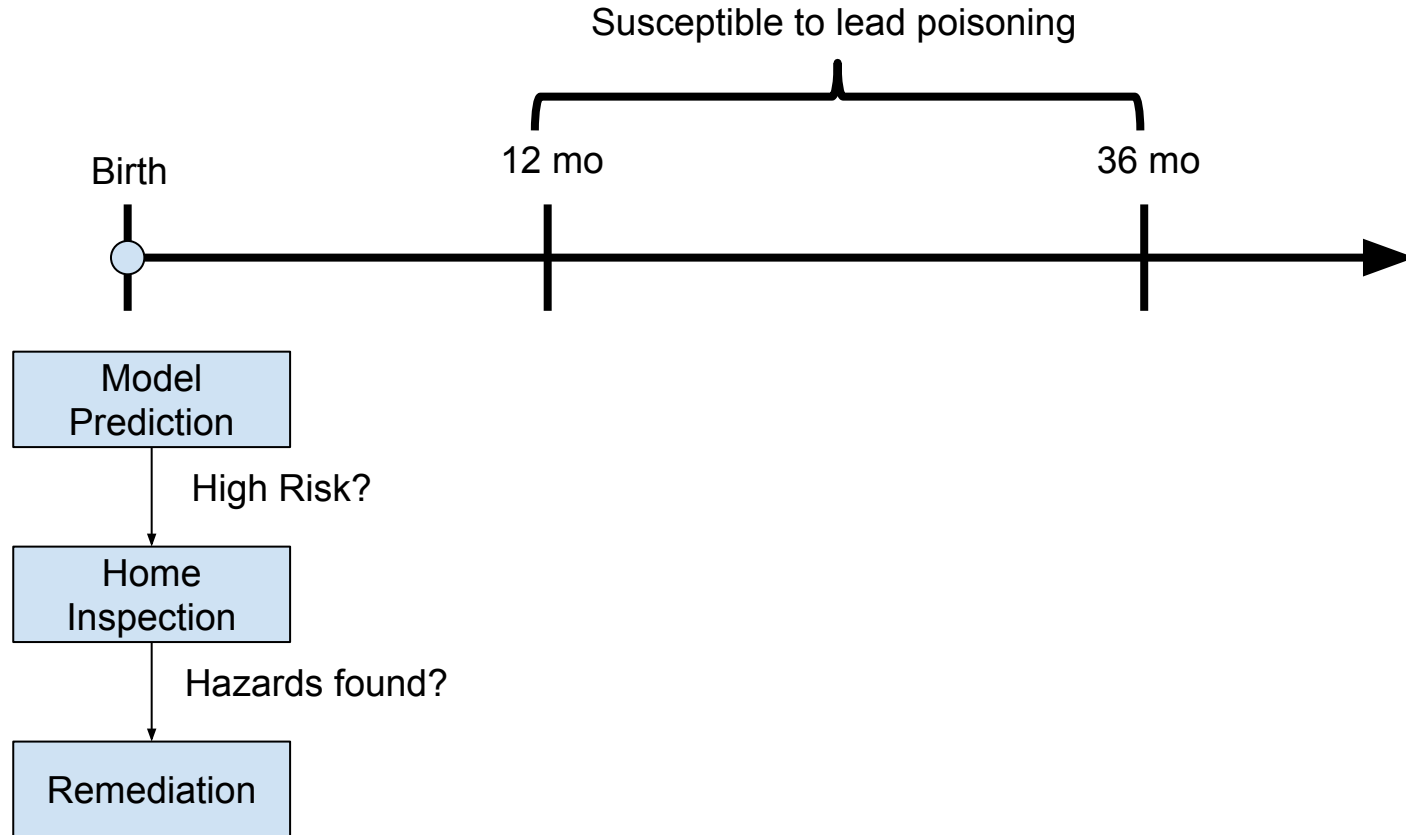 Susceptible to lead poisoning
Birth
12 mo
36 mo
Model
Prediction
High Risk?
Home
Inspection
Hazards found?
Remediation